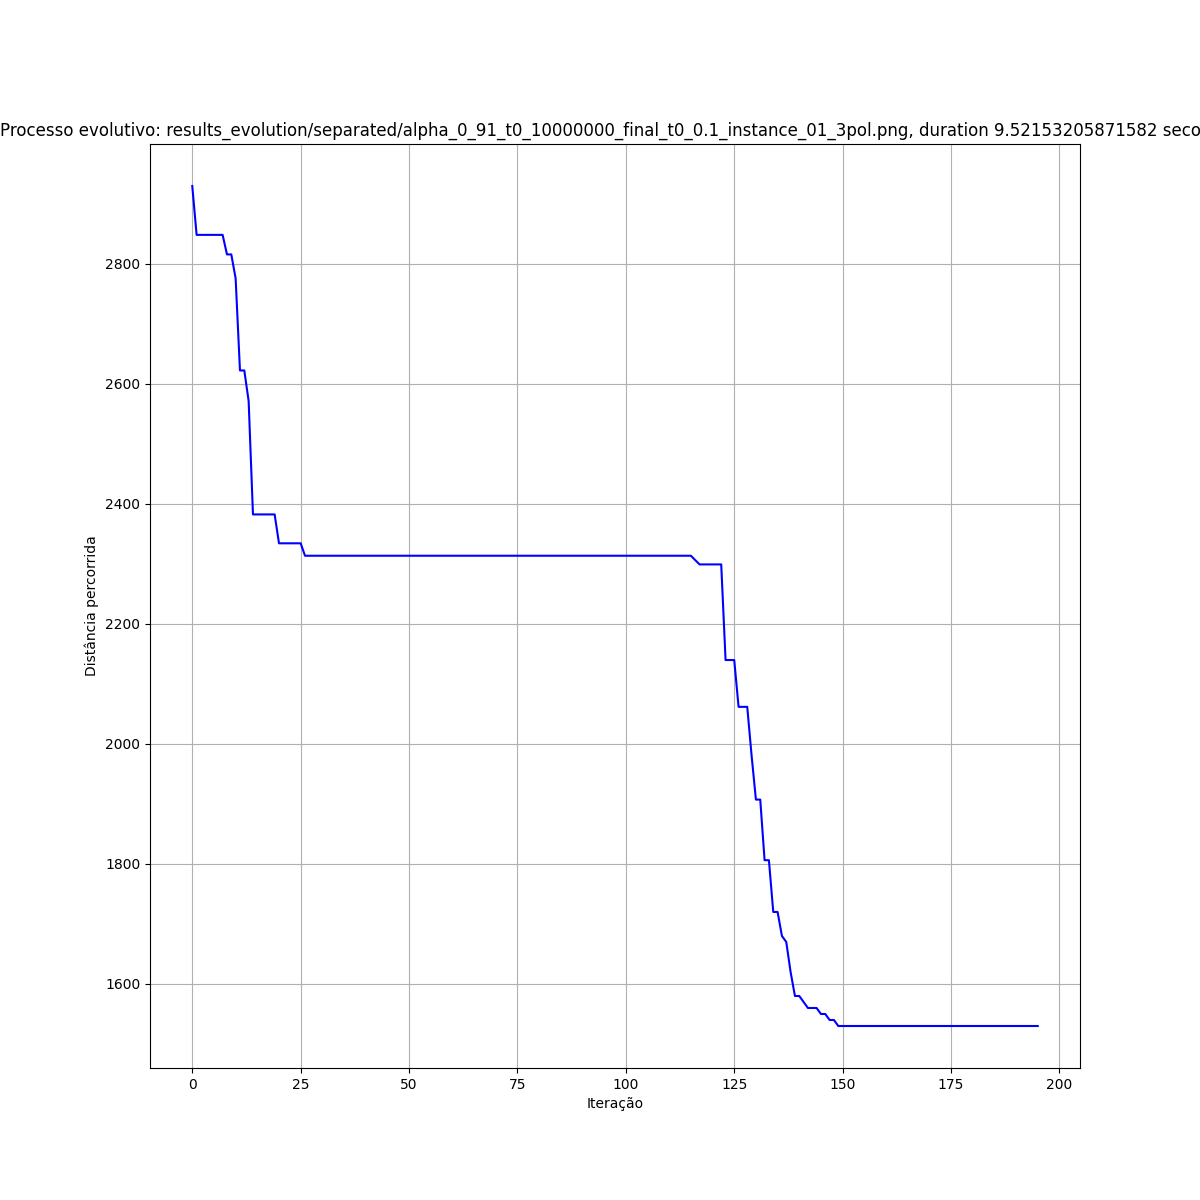 Processo evolutivo: results_evolution/separated/alpha_0_91_t0_10000000_final_t0_0.1_instance_01_3pol.png, duration 9.52153205871582 seco
2800
2600
2400
2200
2000
1800
1600
Distância percorrida
0 25 50 75 100 125 150 175 200
Iteração